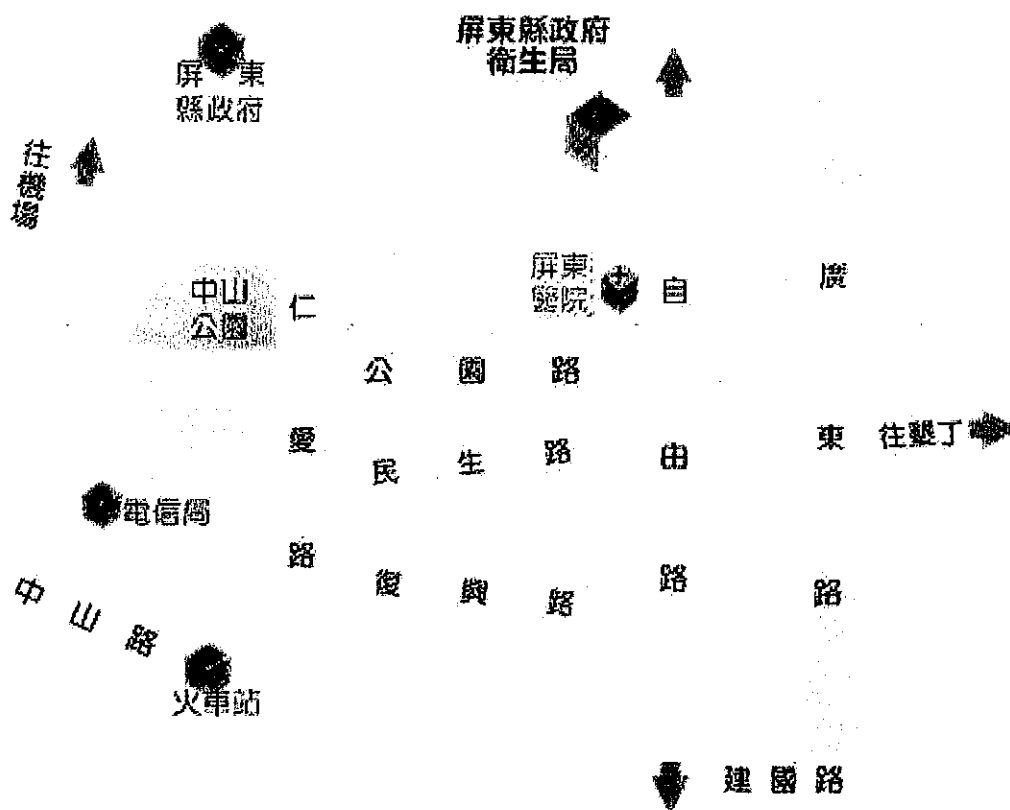 屏東縣政府
衛生局
屏東
縣政府
往機場
中山
公園
屏東
醫院
仁愛路
自由路
廣東路
公園路
民生路
復興路
往墾丁
電信局
中山路
火車站
建國路